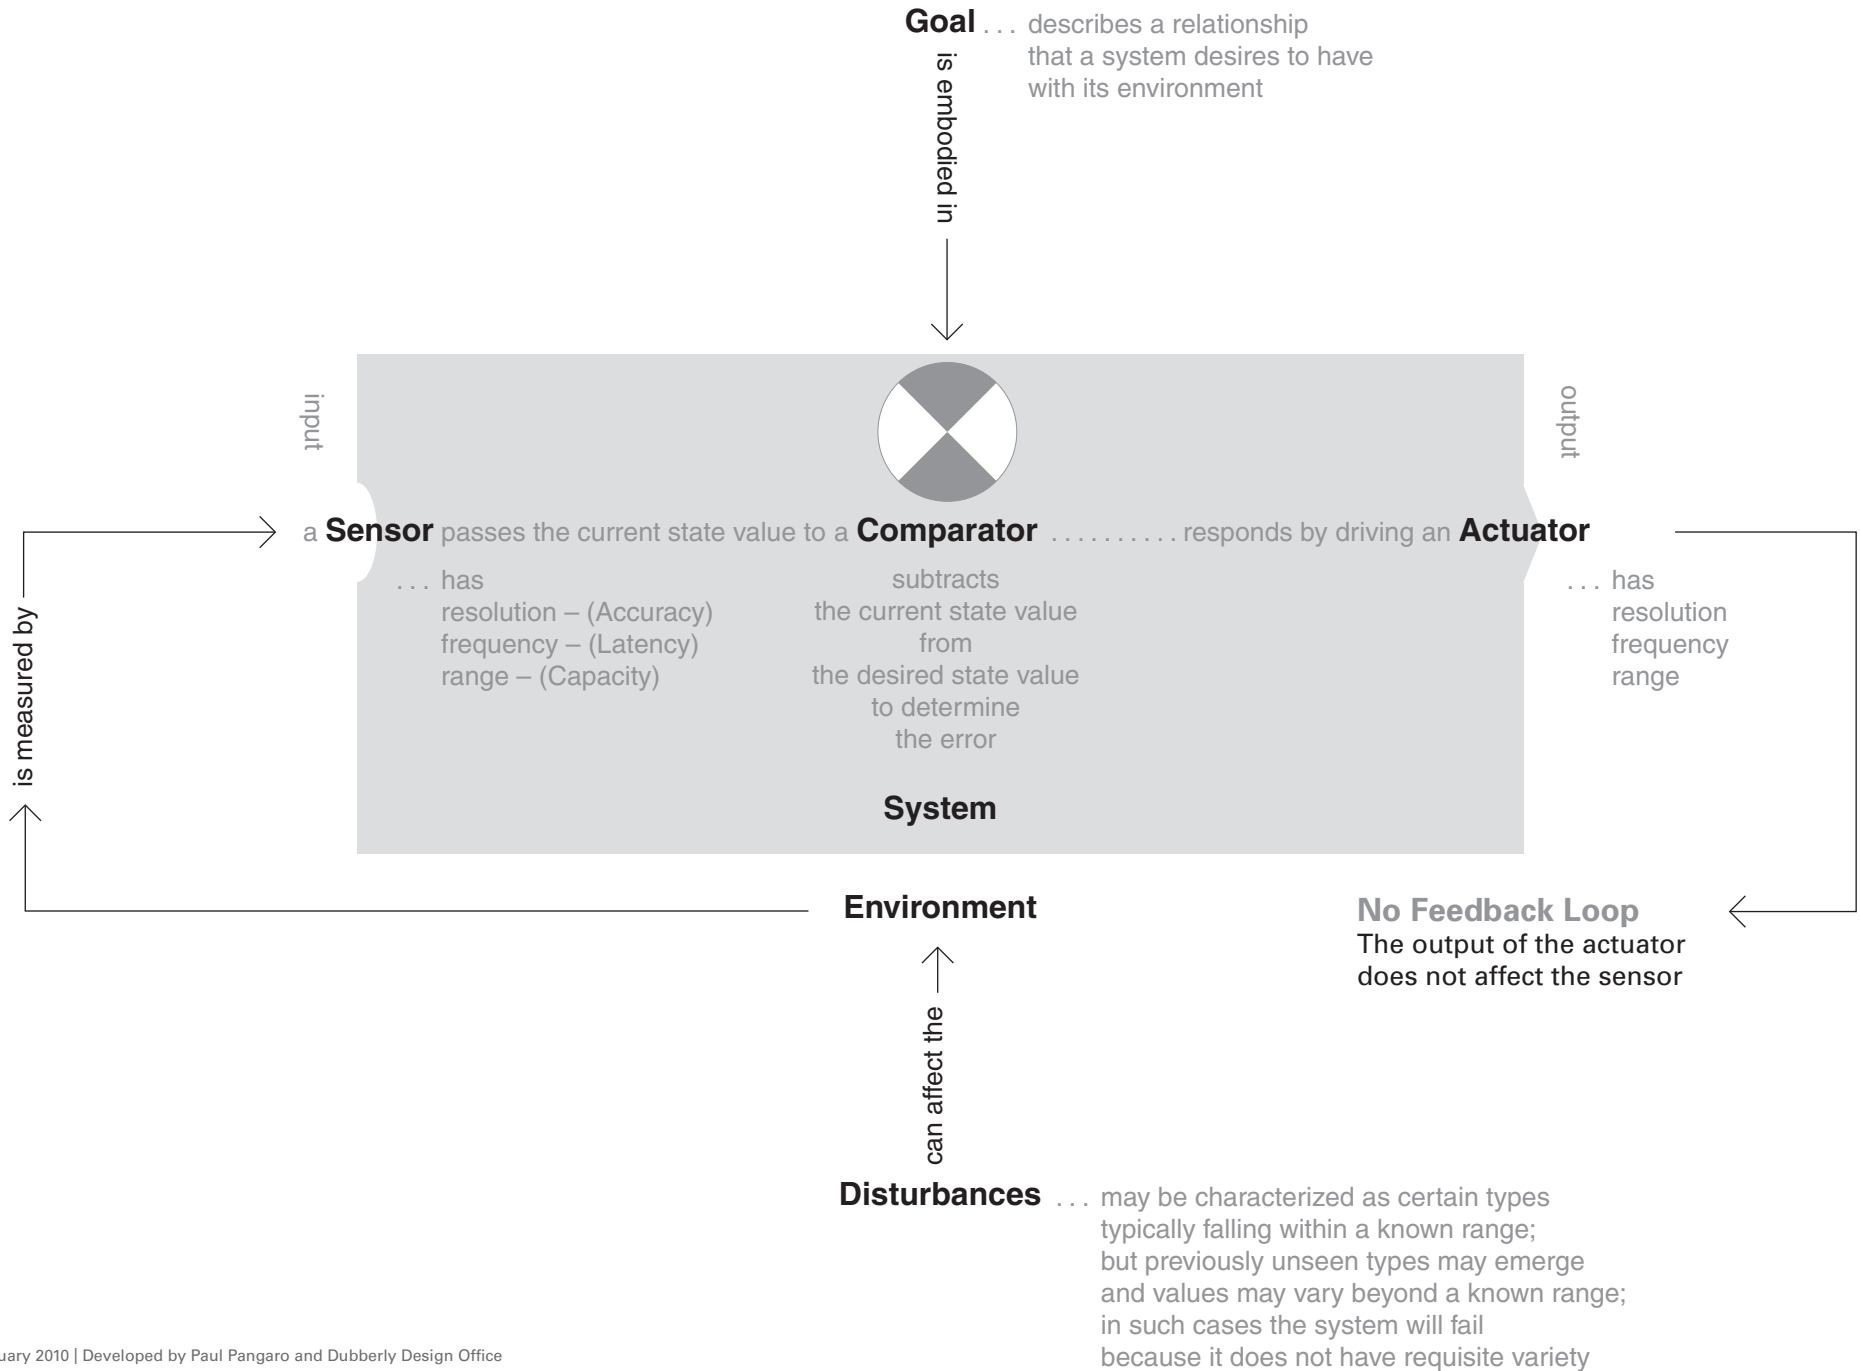 Goal . . . describes a relationship
that a system desires to have
with its environment
is embodied in
input
output
a Sensor passes the current state value to a Comparator . . . . . . . . . . responds by driving an Actuator
. . . has
resolution – (Accuracy)
frequency – (Latency)
range – (Capacity)
subtracts
the current state value
from
the desired state value
to determine
the error
. . . has
resolution
frequency
range
is measured by
System
Environment
No Feedback Loop
The output of the actuator
does not affect the sensor
can affect the
Disturbances . . . may be characterized as certain types
typically falling within a known range;
but previously unseen types may emerge
and values may vary beyond a known range;
in such cases the system will fail
because it does not have requisite variety
2010 | Developed by Paul Pangaro and Dubberly Design Office